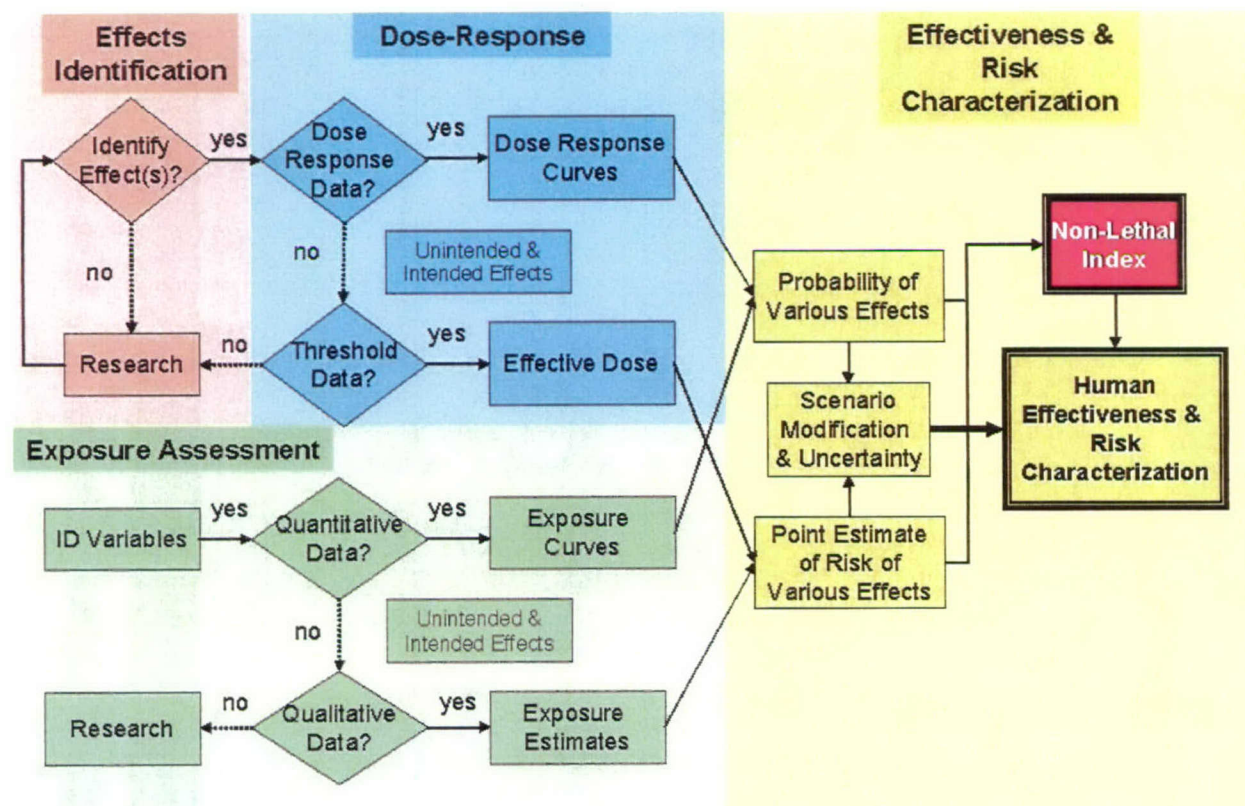 Effects
Identification
Dose-Response
Effectiveness &
Risk
Characterization
Identify
Effect(s)?
yes
Dose
Response
Data?
yes
Dose Response
Curves
no
no
Unintended &
Intended Effects
Research
no
Threshold
Data?
yes
Effective Dose
Probability of
Various Effects
Non-Lethal
Index
Scenario
Modification
& Uncertainty
Human
Effectiveness &
Risk
Characterization
Point Estimate
of Risk of
Various Effects
Exposure Assessment
ID Variables
yes
Quantitative
Data?
yes
Exposure
Curves
no
Unintended &
Intended Effects
Research
no
Qualitative
Data?
yes
Exposure
Estimates